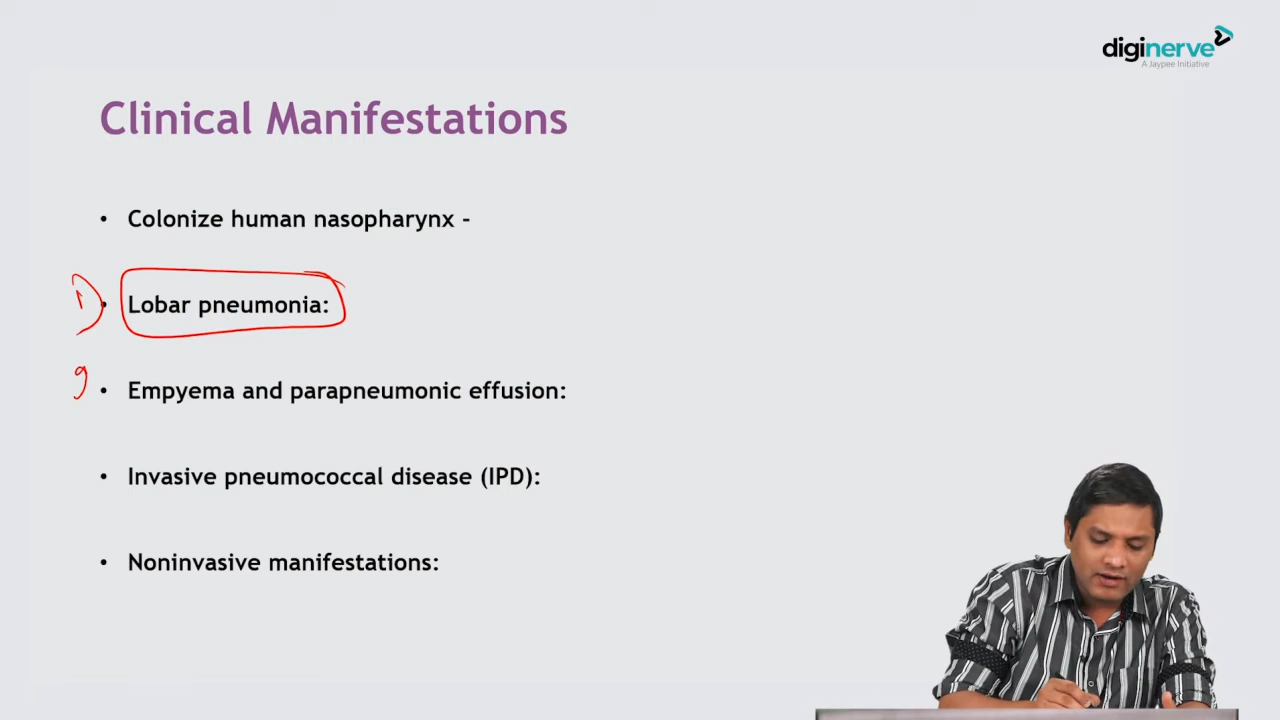 diginerve
A Jaypee Initiative
Clinical Manifestations
• Colonize human nasopharynx –
1) • Lobar pneumonia:
• Empyema and parapneumonic effusion:
• Invasive pneumococcal disease (IPD):
• Noninvasive manifestations: